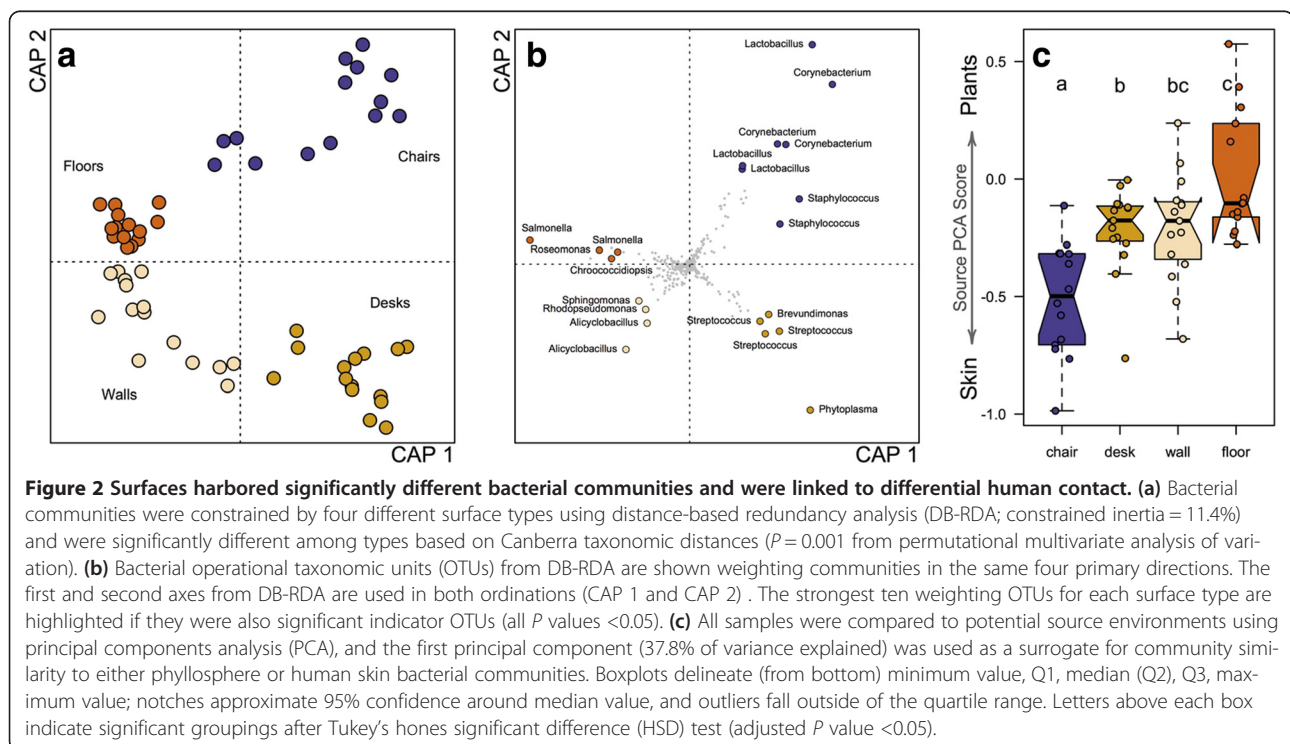 a
CAP 2
Floors
Chairs
Walls
Desks
CAP 1
b
CAP 2
Lactobacillus
Corynebacterium
Corynebacterium
Corynebacterium
Lactobacillus
Lactobacillus
Staphylococcus
Staphylococcus
Salmonella
Roseomonas
Salmonella
Chroococcidiopsis
Sphingomonas
Rhodopseudomonas
Alicyclobacillus
Alicyclobacillus
Brevundimonas
Streptococcus
Streptococcus
Streptococcus
Phytoplasma
CAP 1
c
Plants
Source PCA Score
Skin
0.5
0.0
-0.5
-1.0
a
b
bc
c
chair desk wall floor
Figure 2 Surfaces harbored significantly different bacterial communities and were linked to differential human contact. (a) Bacterial
communities were constrained by four different surface types using distance-based redundancy analysis (DB-RDA; constrained inertia = 11.4%)
and were significantly different among types based on Canberra taxonomic distances (P = 0.001 from permutational multivariate analysis of vari-
ation). (b) Bacterial operational taxonomic units (OTUs) from DB-RDA are shown weighting communities in the same four primary directions. The
first and second axes from DB-RDA are used in both ordinations (CAP 1 and CAP 2) . The strongest ten weighting OTUs for each surface type are
highlighted if they were also significant indicator OTUs (all P values <0.05). (c) All samples were compared to potential source environments using
principal components analysis (PCA), and the first principal component (37.8% of variance explained) was used as a surrogate for community simi-
larity to either phyllosphere or human skin bacterial communities. Boxplots delineate (from bottom) minimum value, Q1, median (Q2), Q3, max-
imum value; notches approximate 95% confidence around median value, and outliers fall outside of the quartile range. Letters above each box
indicate significant groupings after Tukey's hones significant difference (HSD) test (adjusted P value <0.05).